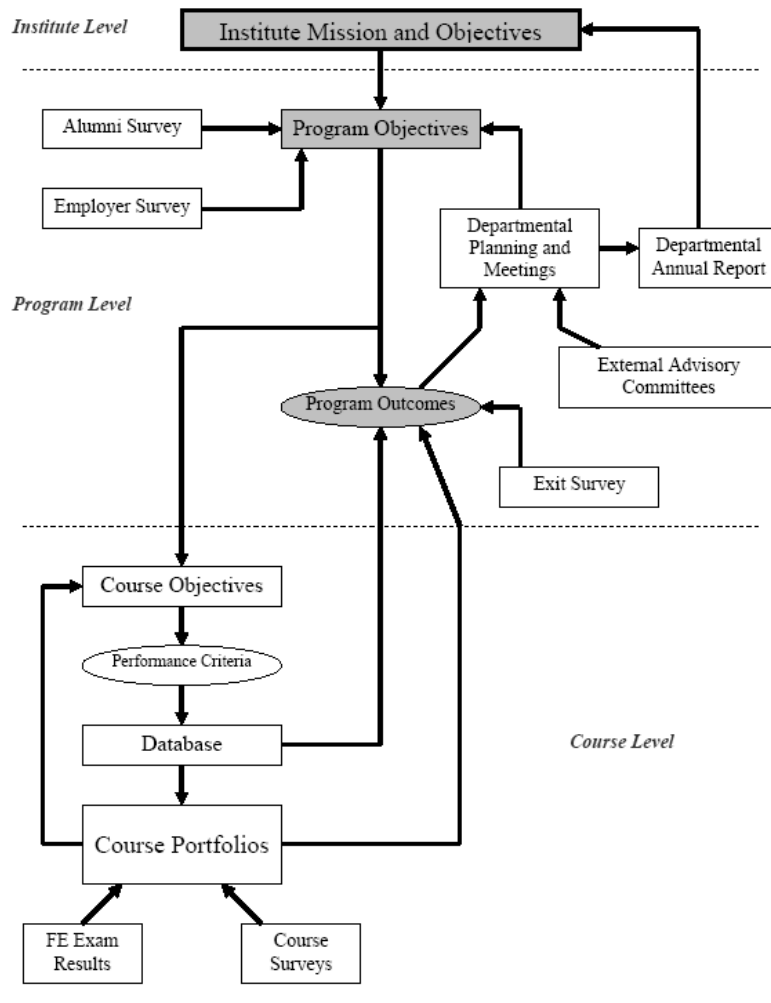 Institute Level
Institute Mission and Objectives
Alumni Survey
Program Objectives
Employer Survey
Departmental
Planning and
Meetings
Departmental
Annual Report
Program Level
External Advisory
Committees
Program Outcomes
Exit Survey
Course Objectives
Performance Criteria
Database
Course Level
Course Portfolios
FE Exam
Results
Course
Surveys